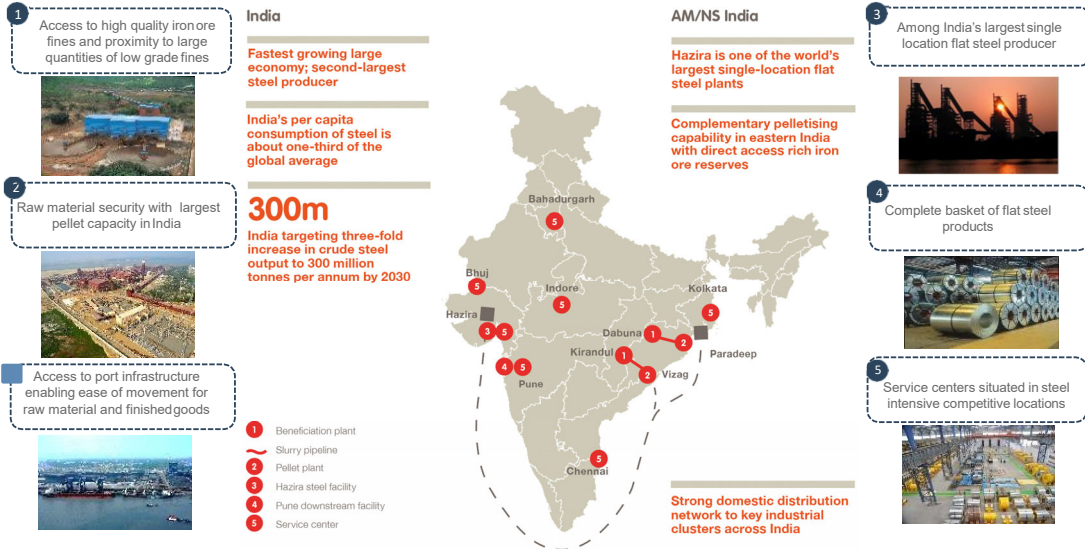 1
Access to high quality iron ore
fines and proximity to large
quantities of low grade fines
2
Raw material security with largest
pellet capacity in India
Access to port infrastructure
enabling ease of movement for
raw material and finished goods
India
Fastest growing large
economy; second-largest
steel producer
India's per capita
consumption of steel is
about one-third of the
global average
300m
India targeting three-fold
increase in crude steel
output to 300 million
tonnes per annum by 2030
AM/NS India
Hazira is one of the world's
largest single-location flat
steel plants
Complementary pelletising
capability in eastern India
with direct access rich iron
ore reserves
Strong domestic distribution
network to key industrial
clusters across India
Bahadurgarh
5
Bhuj
5
Indore
5
Kolkata
5
Hazira
3 5
Dabuna
1
2
Paradeep
Kirandul
1
2
Vizag
4 5
Pune
5
Chennai
1 Beneficiation plant
Slurry pipeline
2 Pellet plant
3 Hazira steel facility
4 Pune downstream facility
5 Service center
3
Among India's largest single
location flat steel producer
4
Complete basket of flat steel
products
5
Service centers situated in steel
intensive competitive locations